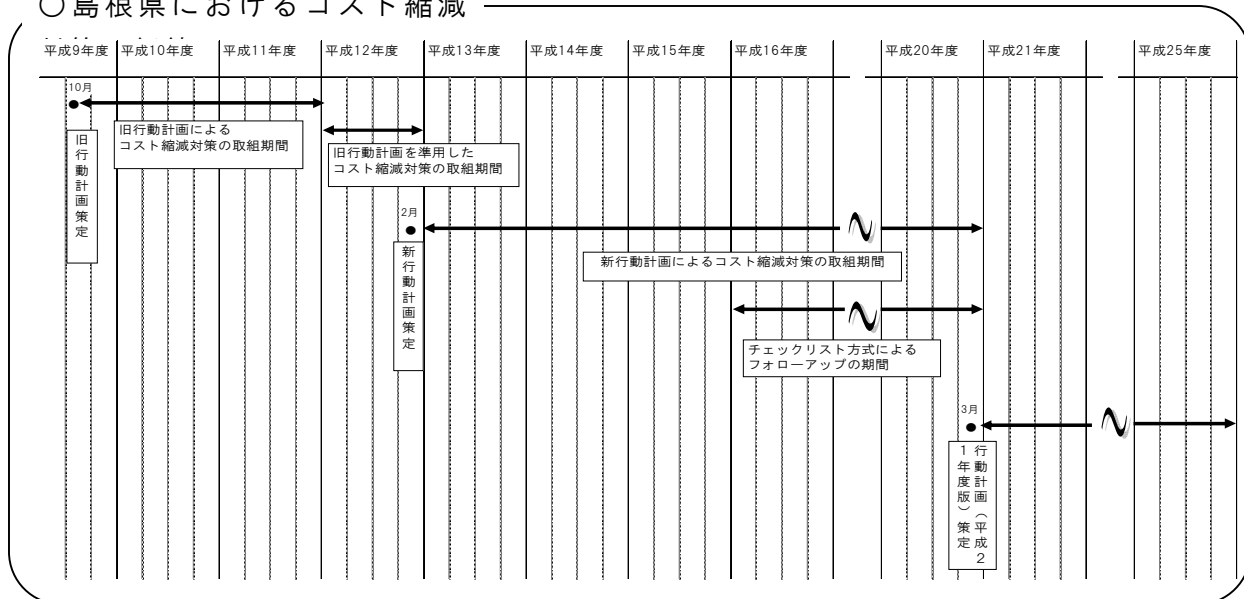 ○島根県におけるコスト縮減
平成9年度 平成10年度 平成11年度 平成12年度 平成13年度 平成14年度 平成15年度 平成16年度 平成20年度 平成21年度 平成25年度
10月
旧行動計画策定
旧行動計画による
コスト縮減対策の取組期間
旧行動計画を準用した
コスト縮減対策の取組期間
2月
新行動計画策定
新行動計画によるコスト縮減対策の取組期間
チェックリスト方式による
フォローアップの期間
3月
行動計画(平成2
1年度版)策定